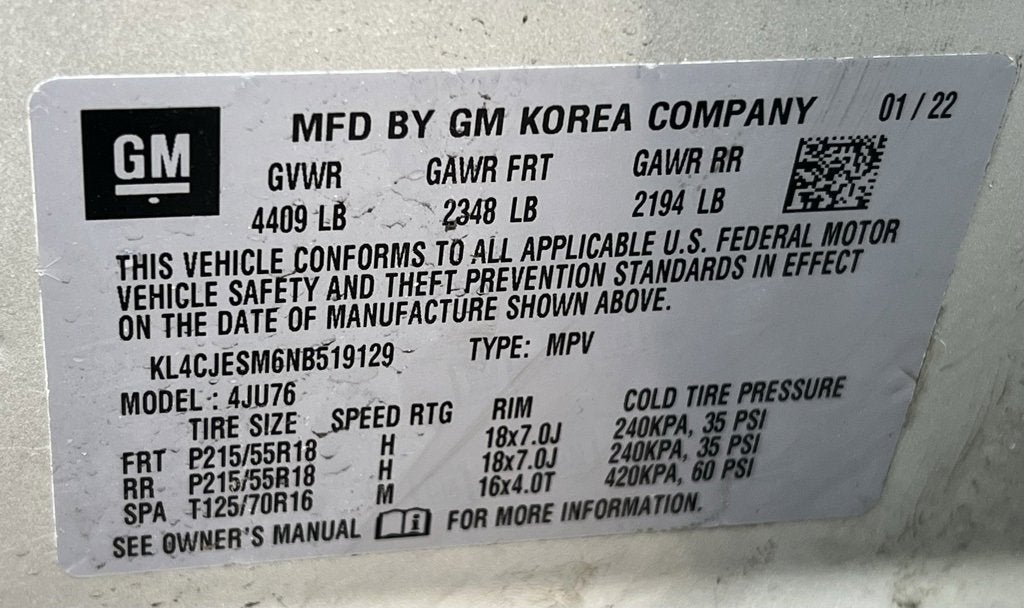 GM
MFD BY GM KOREA COMPANY 01 / 22
GVWR GAWR FRT GAWR RR
4409 LB 2348 LB 2194 LB
THIS VEHICLE CONFORMS TO ALL APPLICABLE U.S. FEDERAL MOTOR
VEHICLE SAFETY AND THEFT PREVENTION STANDARDS IN EFFECT
ON THE DATE OF MANUFACTURE SHOWN ABOVE.
KL4CJESM6NB519129 TYPE: MPV
MODEL : 4JU76
TIRE SIZE SPEED RTG RIM COLD TIRE PRESSURE
FRT P215/55R18 H 18x7.0J 240KPA, 35 PSI
RR P215/55R18 H 18x7.0J 240KPA, 35 PSI
SPA T125/70R16 M 16x4.0T 420KPA, 60 PSI
SEE OWNER'S MANUAL i FOR MORE INFORMATION.